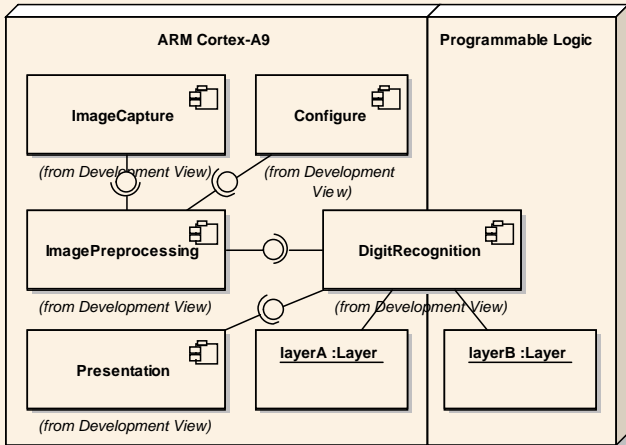 ARM Cortex-A9
Programmable Logic
ImageCapture
(from Development View)
Configure
(from Development
View)
ImagePreprocessing
(from Development View)
DigitRecognition
(from Development View)
Presentation
(from Development View)
layerA :Layer
layerB :Layer